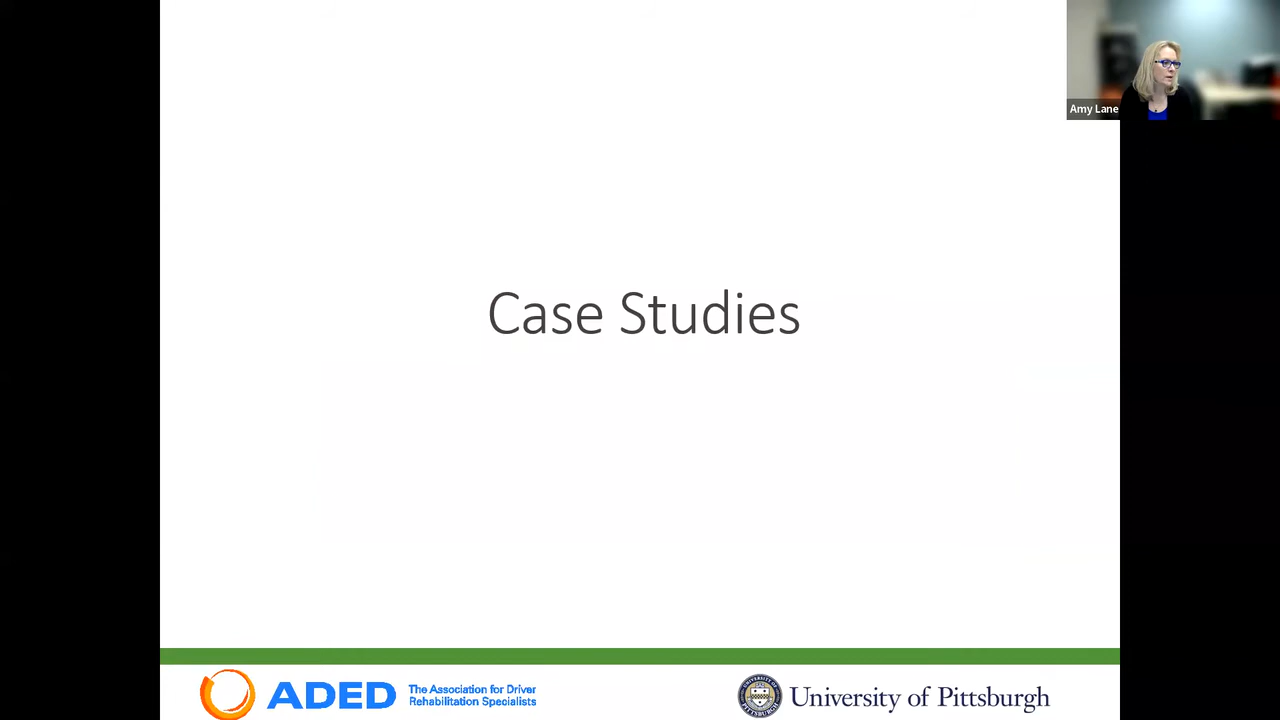 Amy Lane
Case Studies
ADED
The Association for Driver
Rehabilitation Specialists
University of Pittsburgh